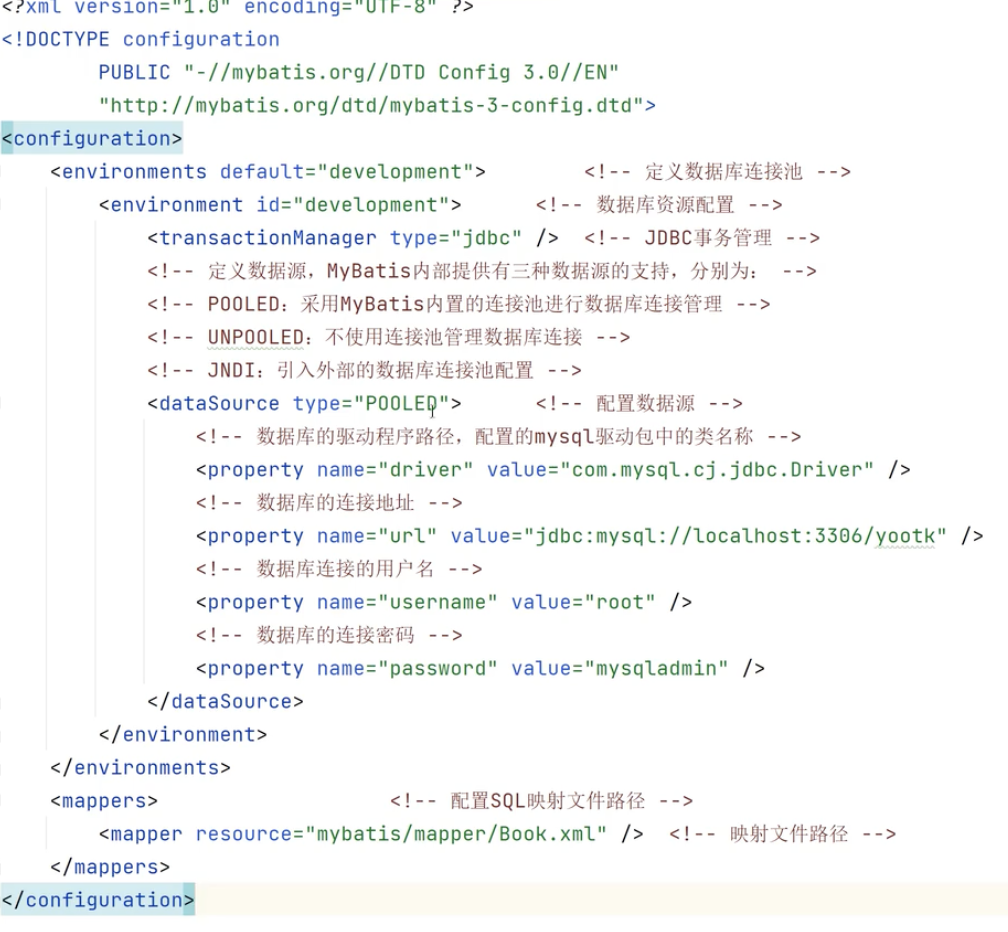 <?xml version="1.0" encoding="UTF-8" ?>
<!DOCTYPE configuration
        PUBLIC "-//mybatis.org//DTD Config 3.0//EN"
        "http://mybatis.org/dtd/mybatis-3-config.dtd">
<configuration>
    <environments default="development">        <!-- 定义数据库连接池 -->
        <environment id="development">      <!-- 数据库资源配置 -->
            <transactionManager type="jdbc" />  <!-- JDBC事务管理 -->
            <!-- 定义数据源，MyBatis内部提供有三种数据源的支持，分别为： -->
            <!-- POOLED：采用MyBatis内置的连接池进行数据库连接管理 -->
            <!-- UNPOOLED：不使用连接池管理数据库连接 -->
            <!-- JNDI：引入外部的数据库连接池配置 -->
            <dataSource type="POOLED">      <!-- 配置数据源 -->
                <!-- 数据库的驱动程序路径，配置的mysql驱动包中的类名称 -->
                <property name="driver" value="com.mysql.cj.jdbc.Driver" />
                <!-- 数据库的连接地址 -->
                <property name="url" value="jdbc:mysql://localhost:3306/yootk" />
                <!-- 数据库连接的用户名 -->
                <property name="username" value="root" />
                <!-- 数据库的连接密码 -->
                <property name="password" value="mysqladmin" />
            </dataSource>
        </environment>
    </environments>
    <mappers>                   <!-- 配置SQL映射文件路径 -->
        <mapper resource="mybatis/mapper/Book.xml" />  <!-- 映射文件路径 -->
    </mappers>
</configuration>